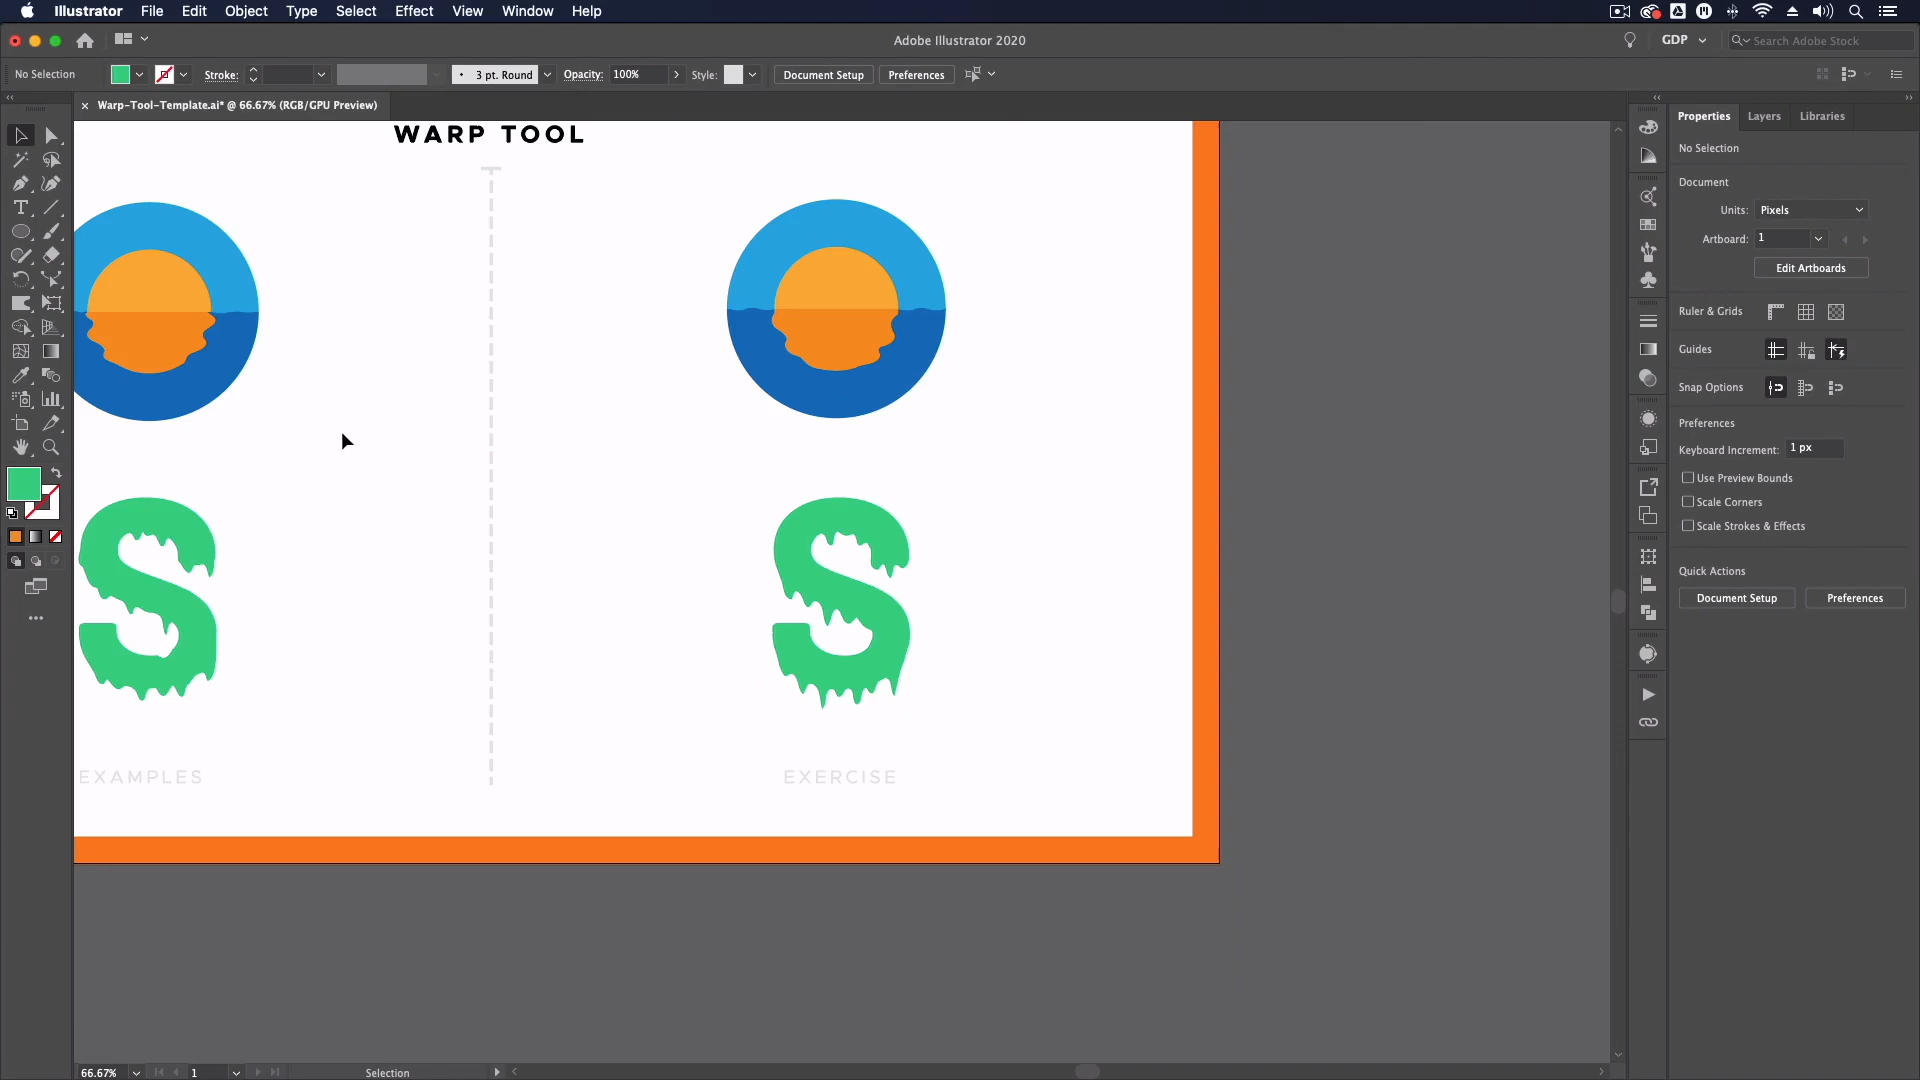 Illustrator File Edit Object Type Select Effect View Window Help
Adobe Illustrator 2020
GDP
Search Adobe Stock
No Selection
Stroke:
3 pt. Round
Opacity: 100%
Style:
Document Setup
Preferences
Warp-Tool-Template.ai* @ 66.67% (RGB/GPU Preview)
WARP TOOL
S
S
EXAMPLES
EXERCISE
Properties Layers Libraries
No Selection
Document
Units: Pixels
Artboard: 1
Edit Artboards
Ruler & Grids
Guides
Snap Options
Preferences
Keyboard Increment: 1 px
Use Preview Bounds
Scale Corners
Scale Strokes & Effects
Quick Actions
Document Setup Preferences
66.67% 1 Selection